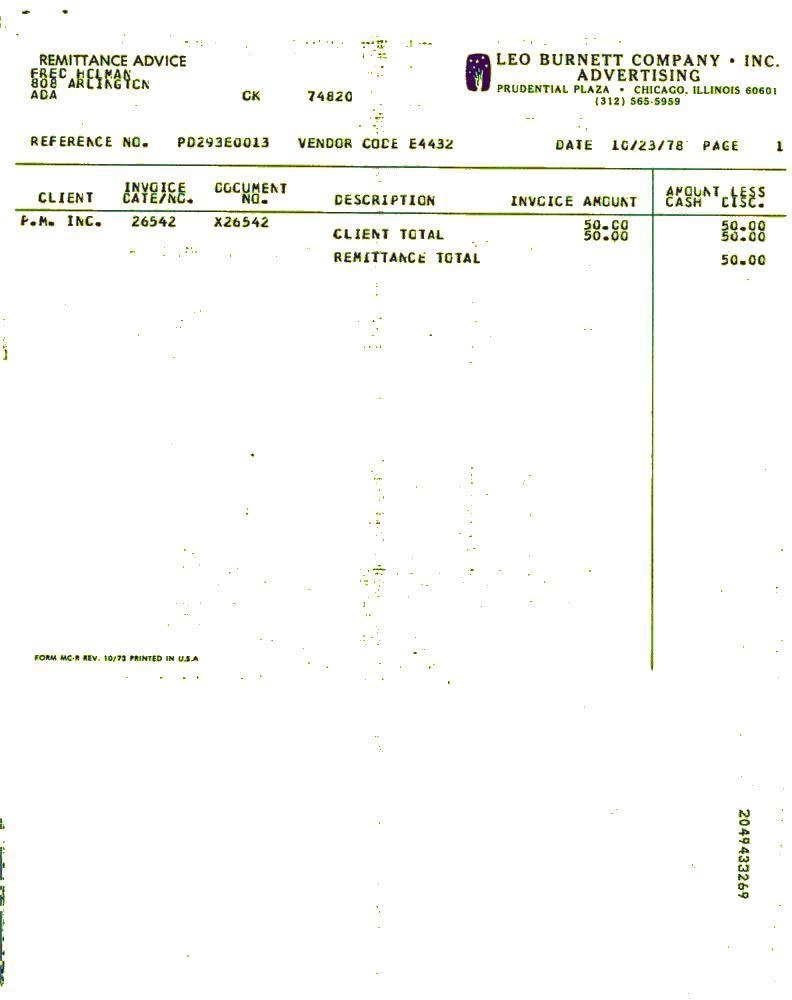 REMITTANCE ADVICE
FRED HOLMAN
808 ARLINGTON
ADA OK 74820
LEO BURNETT COMPANY • INC.
ADVERTISING
PRUDENTIAL PLAZA • CHICAGO, ILLINOIS 60601
(312) 565-5959
REFERENCE NO. PD293E0013 VENDOR CODE E4432 DATE 10/23/78 PAGE 1
CLIENT INVOICE DATE/NO. DOCUMENT NO. DESCRIPTION INVOICE AMOUNT AMOUNT LESS CASH DISC.
P.M. INC. 26542 X26542 50.00 50.00
CLIENT TOTAL 50.00 50.00
REMITTANCE TOTAL 50.00
FORM MC-R REV. 10/73 PRINTED IN U.S.A
2049433269